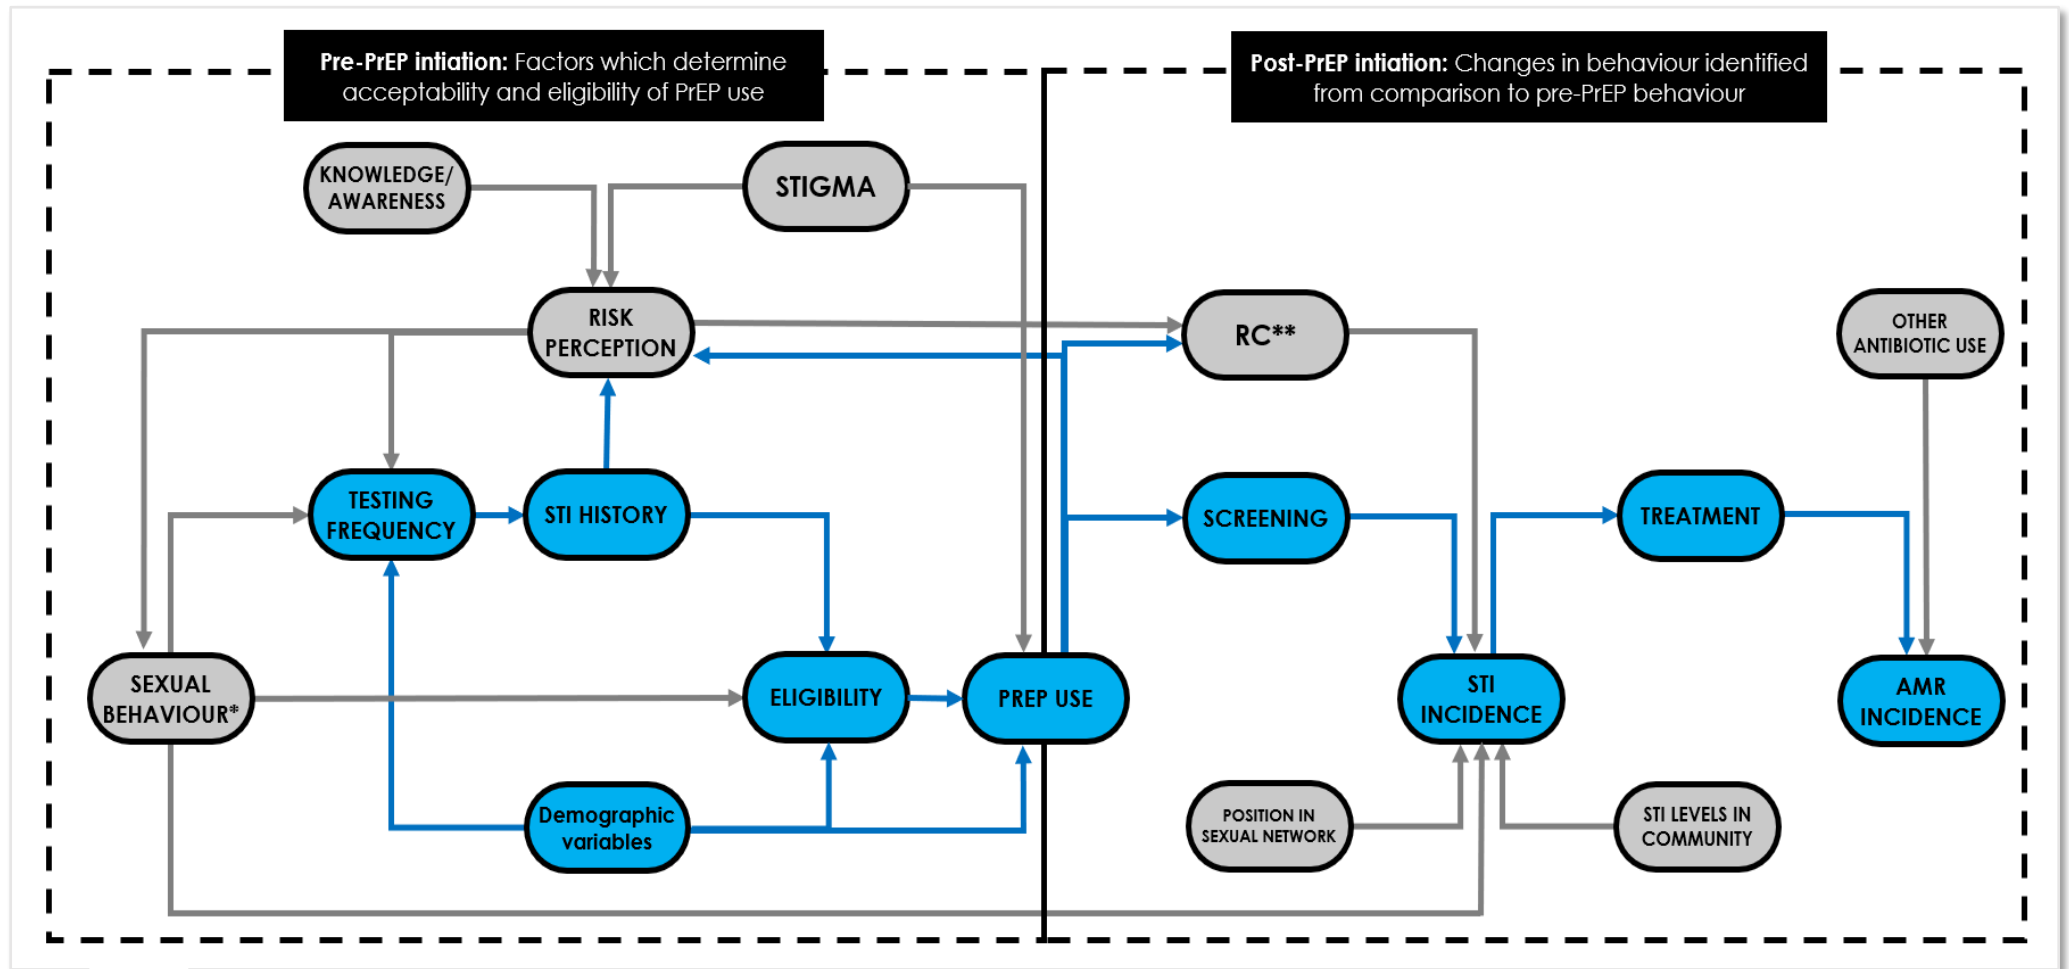 Pre-PrEP intiation: Factors which determine
acceptability and eligibility of PrEP use
Post-PrEP intiation: Changes in behaviour identified
from comparison to pre-PrEP behaviour
KNOWLEDGE/
AWARENESS
STIGMA
RISK
PERCEPTION
RC**
OTHER
ANTIBIOTIC USE
TESTING
FREQUENCY
STI HISTORY
SCREENING
TREATMENT
SEXUAL
BEHAVIOUR*
ELIGIBILITY
PREP USE
STI
INCIDENCE
AMR
INCIDENCE
Demographic
variables
POSITION IN
SEXUAL NETWORK
STI LEVELS IN
COMMUNITY